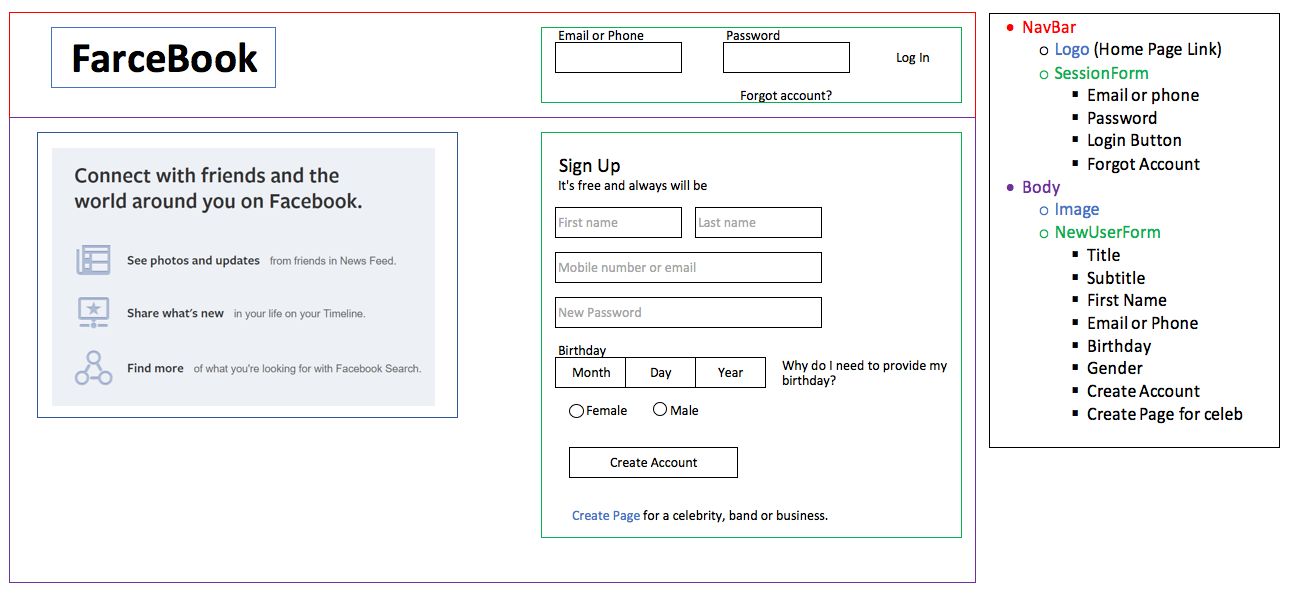 FarceBook
Email or Phone
Password
Log In
Forgot account?
Connect with friends and the
world around you on Facebook.
See photos and updates from friends in News Feed.
Share what's new in your life on your Timeline.
Find more of what you're looking for with Facebook Search.
Sign Up
It's free and always will be
First name
Last name
Mobile number or email
New Password
Birthday
Month
Day
Year
Why do I need to provide my
birthday?
Female
Male
Create Account
Create Page for a celebrity, band or business.
NavBar
Logo (Home Page Link)
SessionForm
Email or phone
Password
Login Button
Forgot Account
Body
Image
NewUserForm
Title
Subtitle
First Name
Email or Phone
Birthday
Gender
Create Account
Create Page for celeb